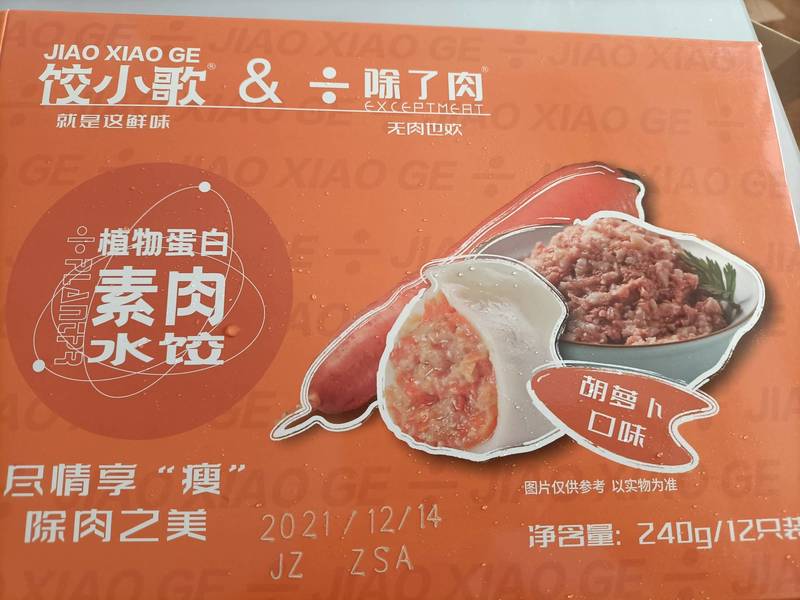 JIAO XIAO GE
饺小歌® & ÷ 除了肉®
EXCEPTMEAT
就是这鲜味
无肉也欢
植物蛋白
素肉
水饺
胡萝卜
口味
图片仅供参考 以实物为准
尽情享“瘦”
除肉之美
2021/12/14
JZ ZSA
净含量: 240g/12只装